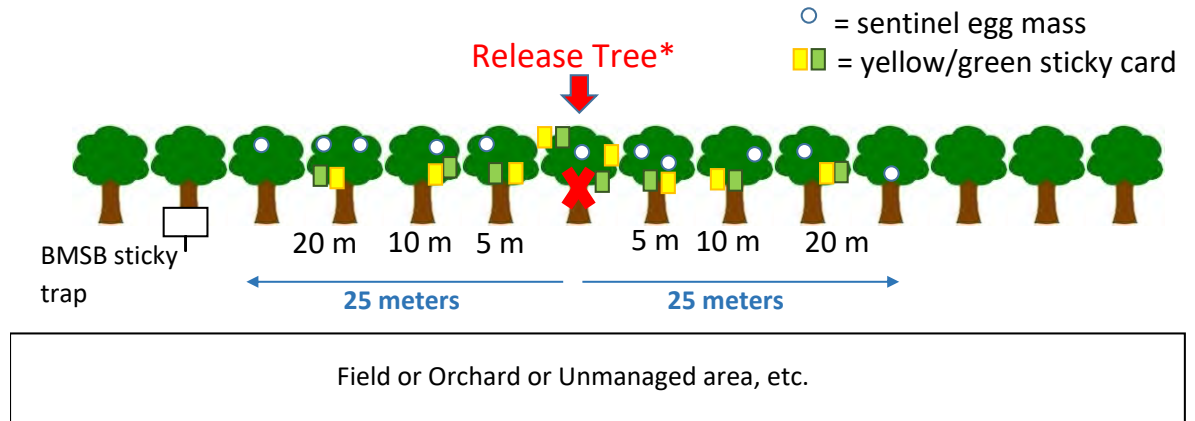 = sentinel egg mass
Release Tree*
= yellow/green sticky card
20 m 10 m 5 m 5 m 10 m 20 m
BMSB sticky
trap
25 meters 25 meters
Field or Orchard or Unmanaged area, etc.